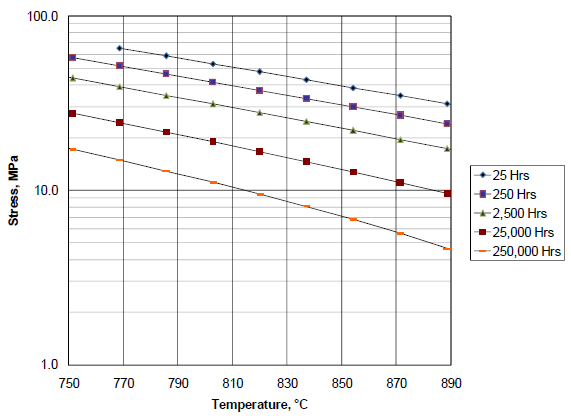 100.0
10.0
1.0
Stress, MPa
750 770 790 810 830 850 870 890
Temperature, °C
25 Hrs
250 Hrs
2,500 Hrs
25,000 Hrs
250,000 Hrs